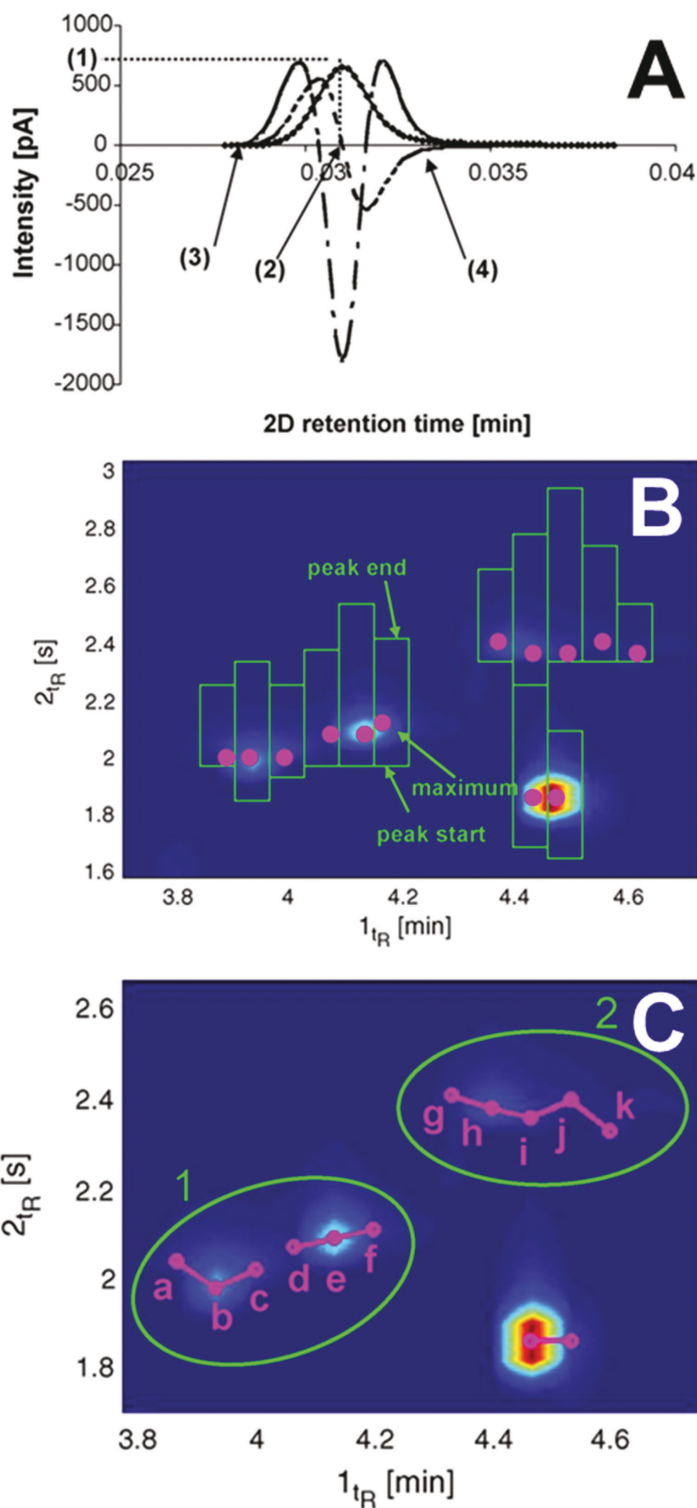 A
1000
(1)
500
0
0.025
0.03
0.035
0.04
-500
(3)
(2)
(4)
-1000
-1500
-2000
Intensity [pA]
2D retention time [min]
B
3
2.8
2.6
2.4
2.2
2
1.8
1.6
2tR [s]
peak end
maximum
peak start
3.8
4
4.2
4.4
4.6
1tR [min]
C
2.6
2.4
2.2
2
1.8
2tR [s]
2
g
h
i
j
k
1
a
b
c
d
e
f
3.8
4
4.2
4.4
4.6
1tR [min]